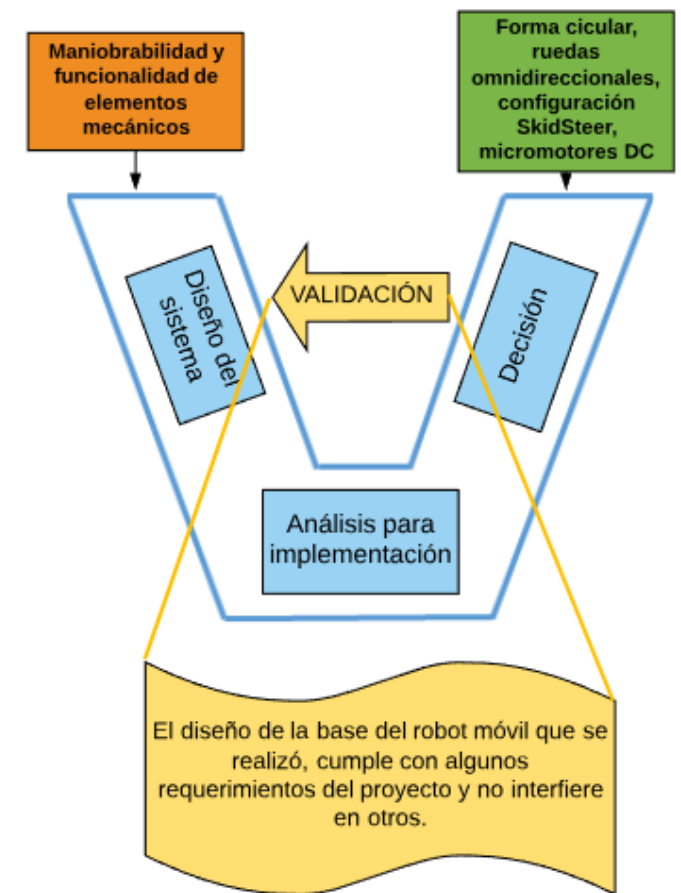 Maniobrabilidad y
funcionalidad de
elementos
mecánicos
Forma cicular,
ruedas
omnidireccionales,
configuración
SkidSteer,
micromotores DC
Diseño del
sistema
VALIDACIÓN
Decisión
Análisis para
implementación
El diseño de la base del robot móvil que se
realizó, cumple con algunos
requerimientos del proyecto y no interfiere
en otros.